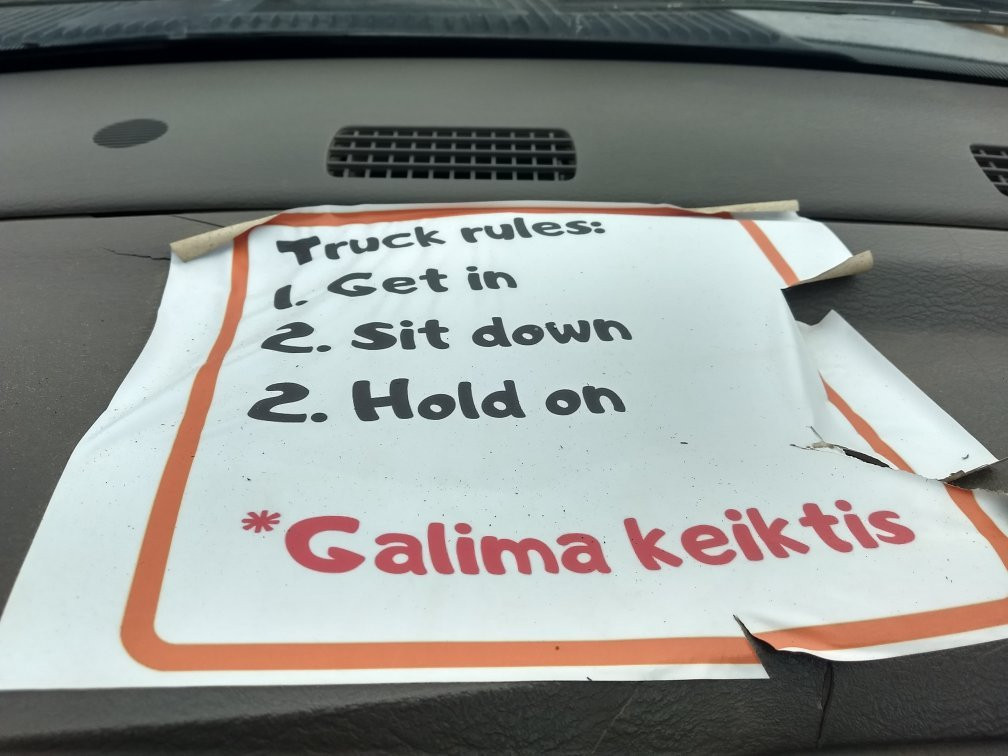 Truck rules:
1. Get in
2. Sit down
2. Hold on
*Galima keiktis